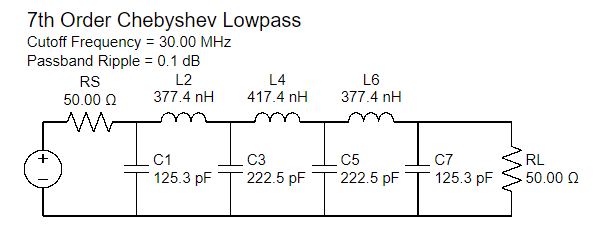 7th Order Chebyshev Lowpass
Cutoff Frequency = 30.00 MHz
Passband Ripple = 0.1 dB
RS L2 L4 L6
50.00 Ω 377.4 nH 417.4 nH 377.4 nH
+ C1 C3 C5 C7 RL
125.3 pF 222.5 pF 222.5 pF 125.3 pF 50.00 Ω